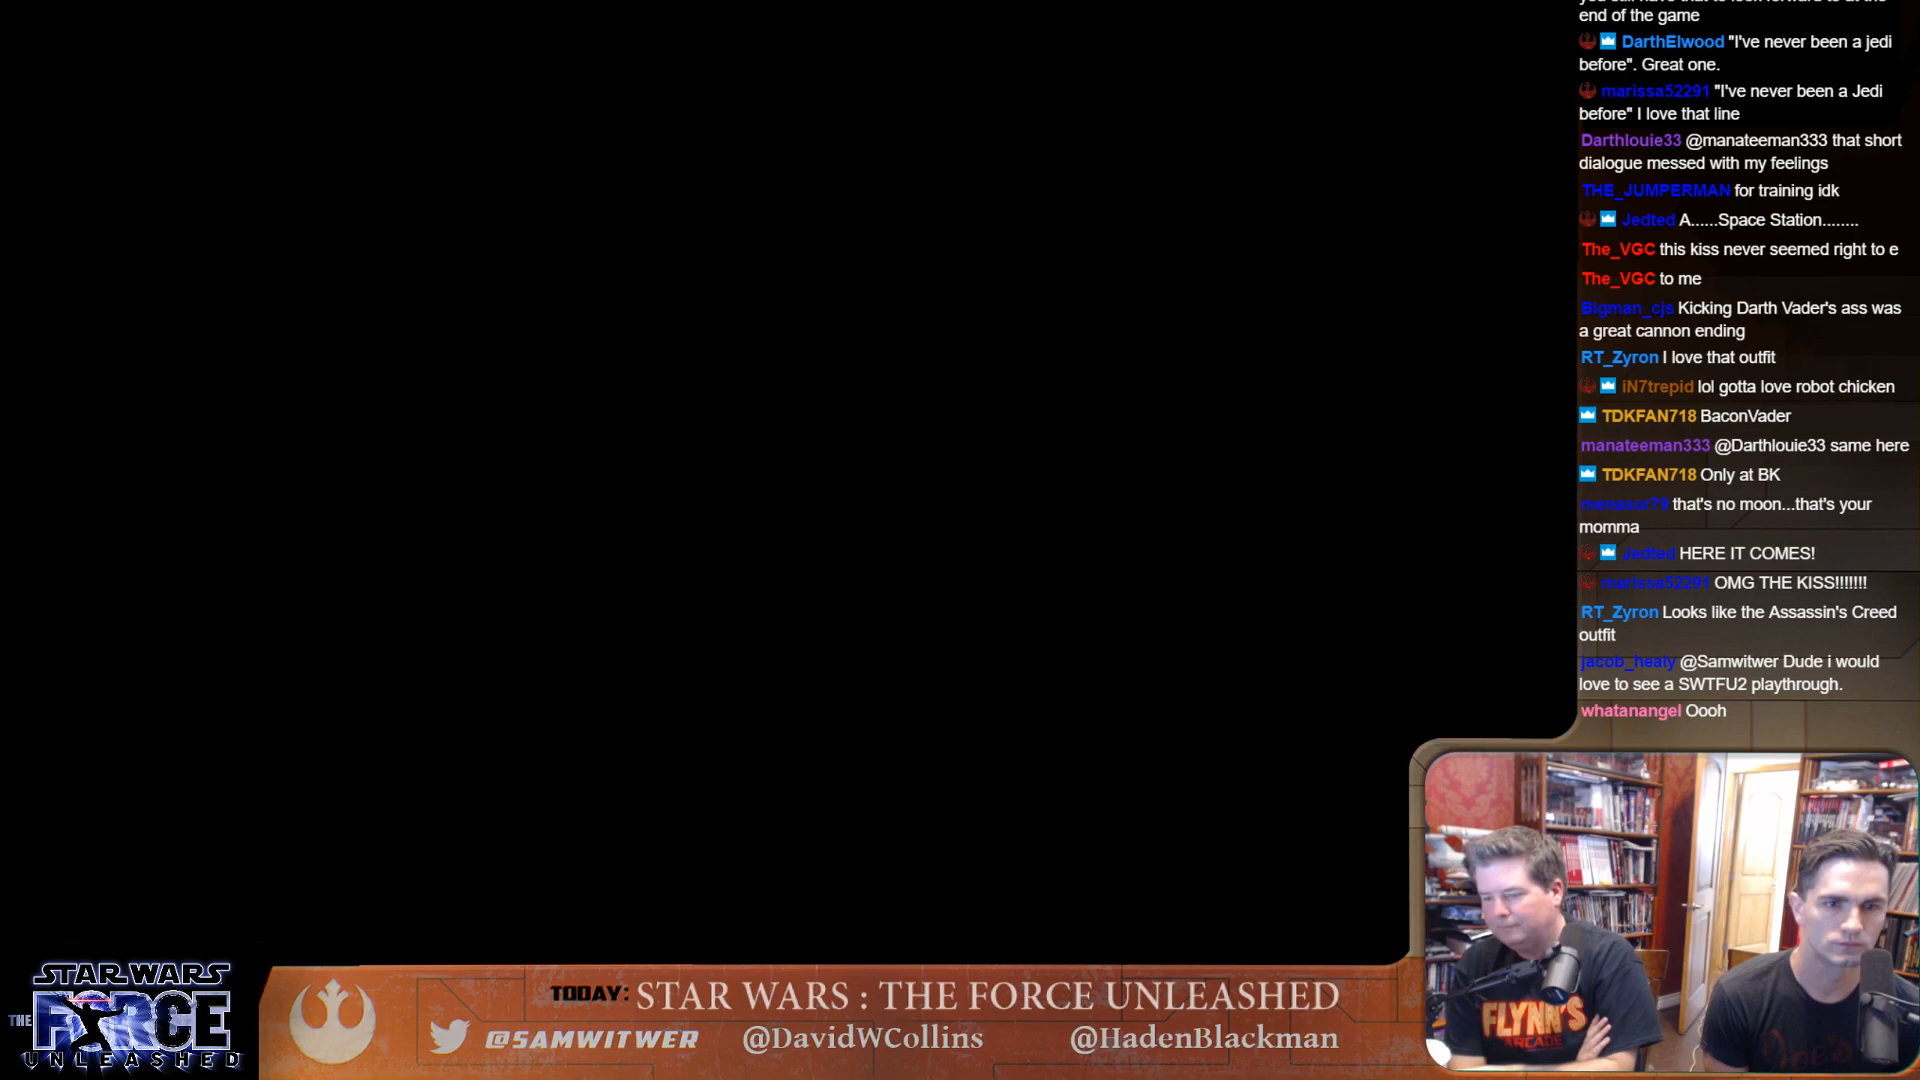 end of the game
DarthElwood "I've never been a jedi
before". Great one.
marissa52291 "I've never been a Jedi
before" I love that line
Darthlouie33 @manateeman333 that short
dialogue messed with my feelings
THE_JUMPERMAN for training idk
Jedted A......Space Station........
The_VGC this kiss never seemed right to e
The_VGC to me
Bigman_cjs Kicking Darth Vader's ass was
a great cannon ending
RT_Zyron I love that outfit
iN7trepid lol gotta love robot chicken
TDKFAN718 BaconVader
manateeman333 @Darthlouie33 same here
TDKFAN718 Only at BK
menasor79 that's no moon...that's your
momma
Jedted HERE IT COMES!
marissa52291 OMG THE KISS!!!!!!!
RT_Zyron Looks like the Assassin's Creed
outfit
jacob_healy @Samwitwer Dude i would
love to see a SWTFU2 playthrough.
whatanangel Oooh
FLYNN'S
ARCADE
STAR WARS
THE FORCE
UNLEASHED
TODAY: STAR WARS : THE FORCE UNLEASHED
@SAMWITWER @DavidWCollins @HadenBlackman